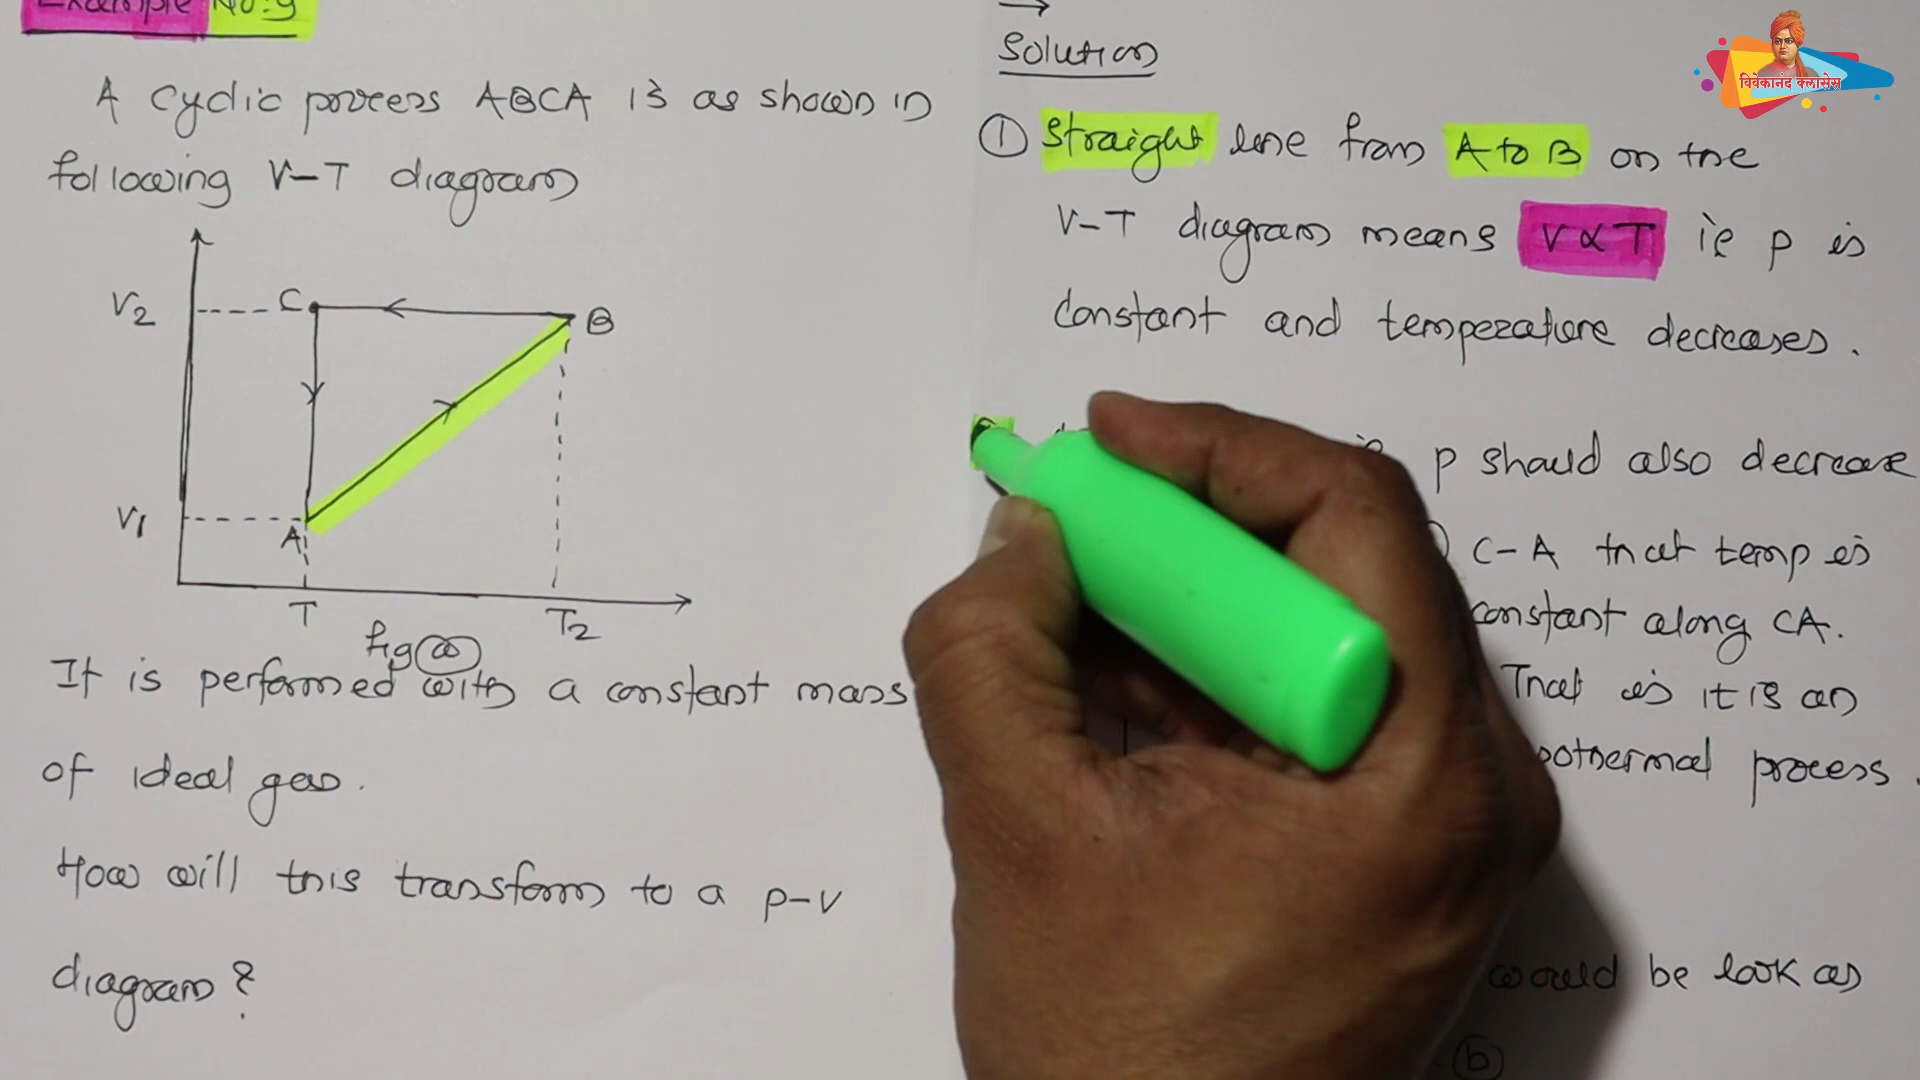 Example No:9
A cyclic process ABCA is as shown in
following V-T diagram
V2
C
B
V1
A
T
T2
fig (a)
It is performed with a constant mass
of ideal gas.
How will this transform to a p-v
diagram?
Solution
① Straight line from A to B on the
V-T diagram means V∝T ie p is
constant and temperature decreases.
p should also decrease
C-A that temp is
constant along CA.
That is it is an
process.
would be look as
(b)
विवेकानंद क्लासेस